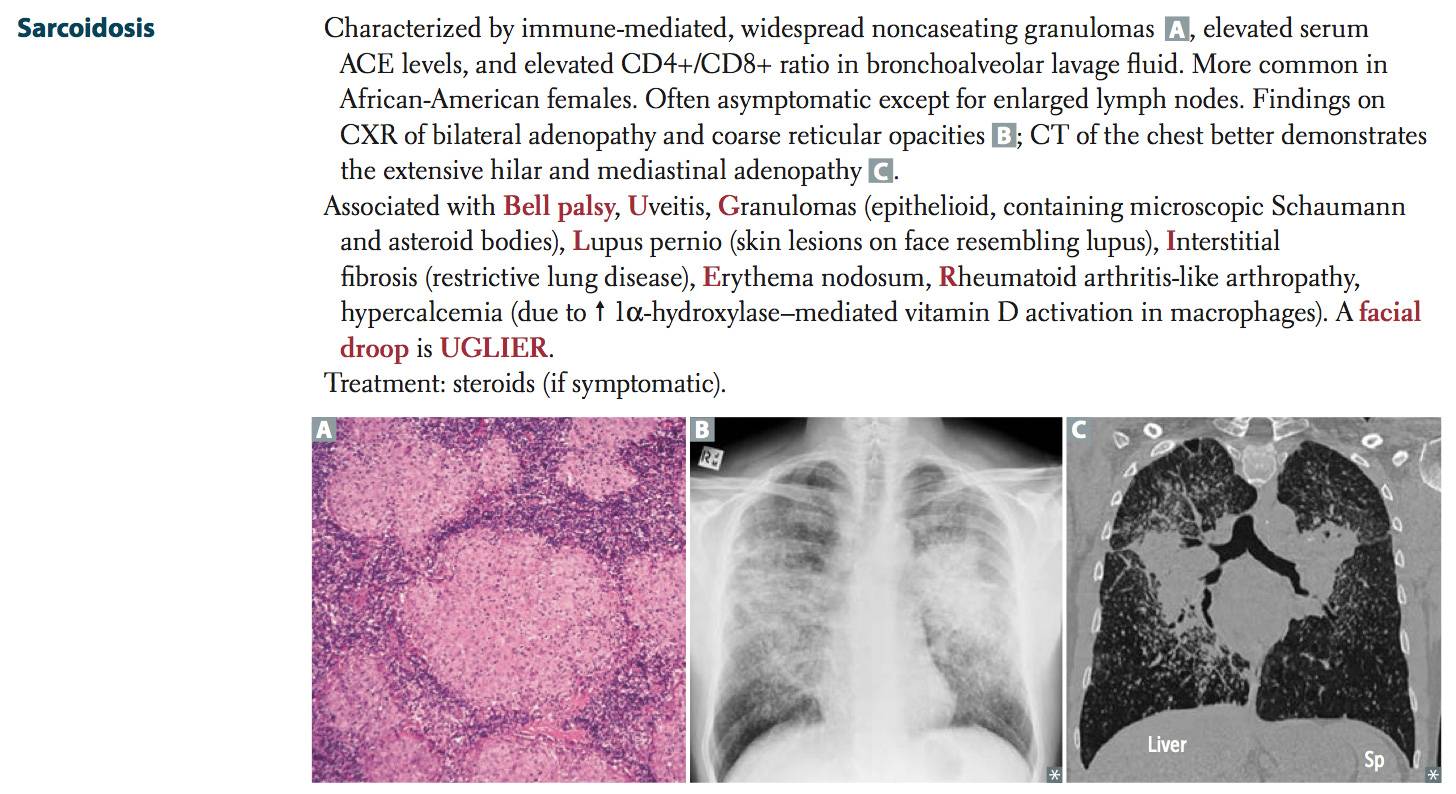 Sarcoidosis
Characterized by immune-mediated, widespread noncaseating granulomas A, elevated serum
ACE levels, and elevated CD4+/CD8+ ratio in bronchoalveolar lavage fluid. More common in
African-American females. Often asymptomatic except for enlarged lymph nodes. Findings on
CXR of bilateral adenopathy and coarse reticular opacities B; CT of the chest better demonstrates
the extensive hilar and mediastinal adenopathy C.
Associated with Bell palsy, Uveitis, Granulomas (epithelioid, containing microscopic Schaumann
and asteroid bodies), Lupus pernio (skin lesions on face resembling lupus), Interstitial
fibrosis (restrictive lung disease), Erythema nodosum, Rheumatoid arthritis-like arthropathy,
hypercalcemia (due to ↑ 1α-hydroxylase–mediated vitamin D activation in macrophages). A facial
droop is UGLIER.
Treatment: steroids (if symptomatic).
A
B
C
Liver
Sp
*
*